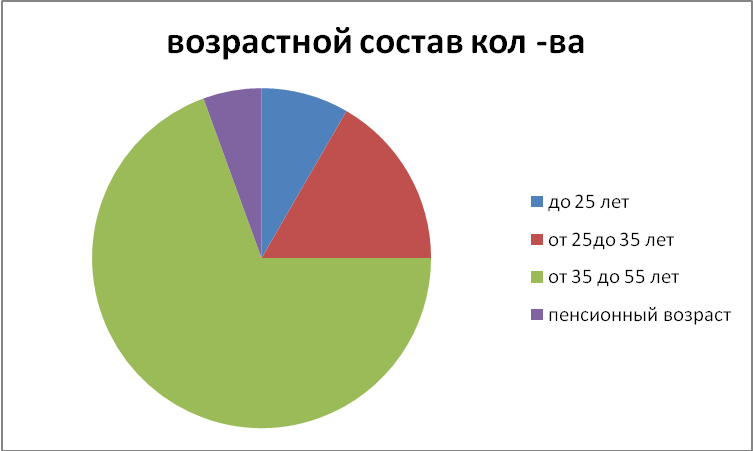 возрастной состав кол -ва
до 25 лет
от 25до 35 лет
от 35 до 55 лет
пенсионный возраст